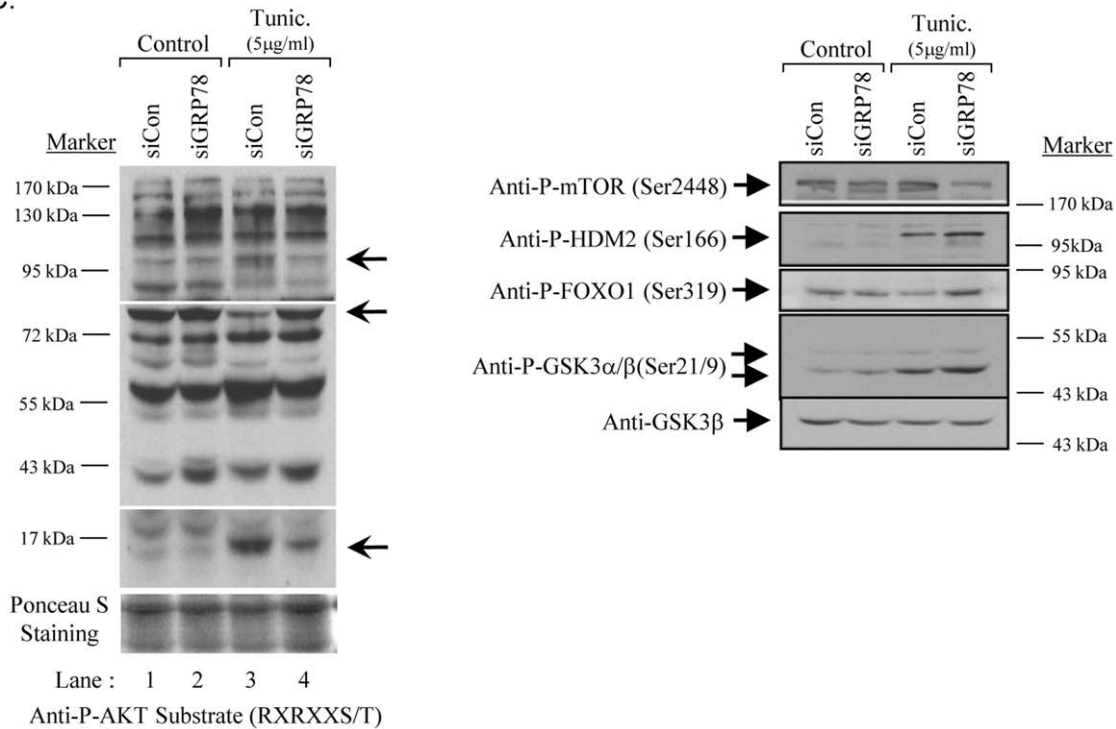 Tunic.
Control (5µg/ml)
siCon siGRP78 siCon siGRP78
Marker
170 kDa
130 kDa
95 kDa
72 kDa
55 kDa
43 kDa
17 kDa
Ponceau S
Staining
Lane : 1 2 3 4
Anti-P-AKT Substrate (RXRXXS/T)
Tunic.
Control (5µg/ml)
siCon siGRP78 siCon siGRP78
Marker
Anti-P-mTOR (Ser2448)
170 kDa
Anti-P-HDM2 (Ser166)
95kDa
95 kDa
Anti-P-FOXO1 (Ser319)
55 kDa
Anti-P-GSK3α/β(Ser21/9)
43 kDa
Anti-GSK3β
43 kDa